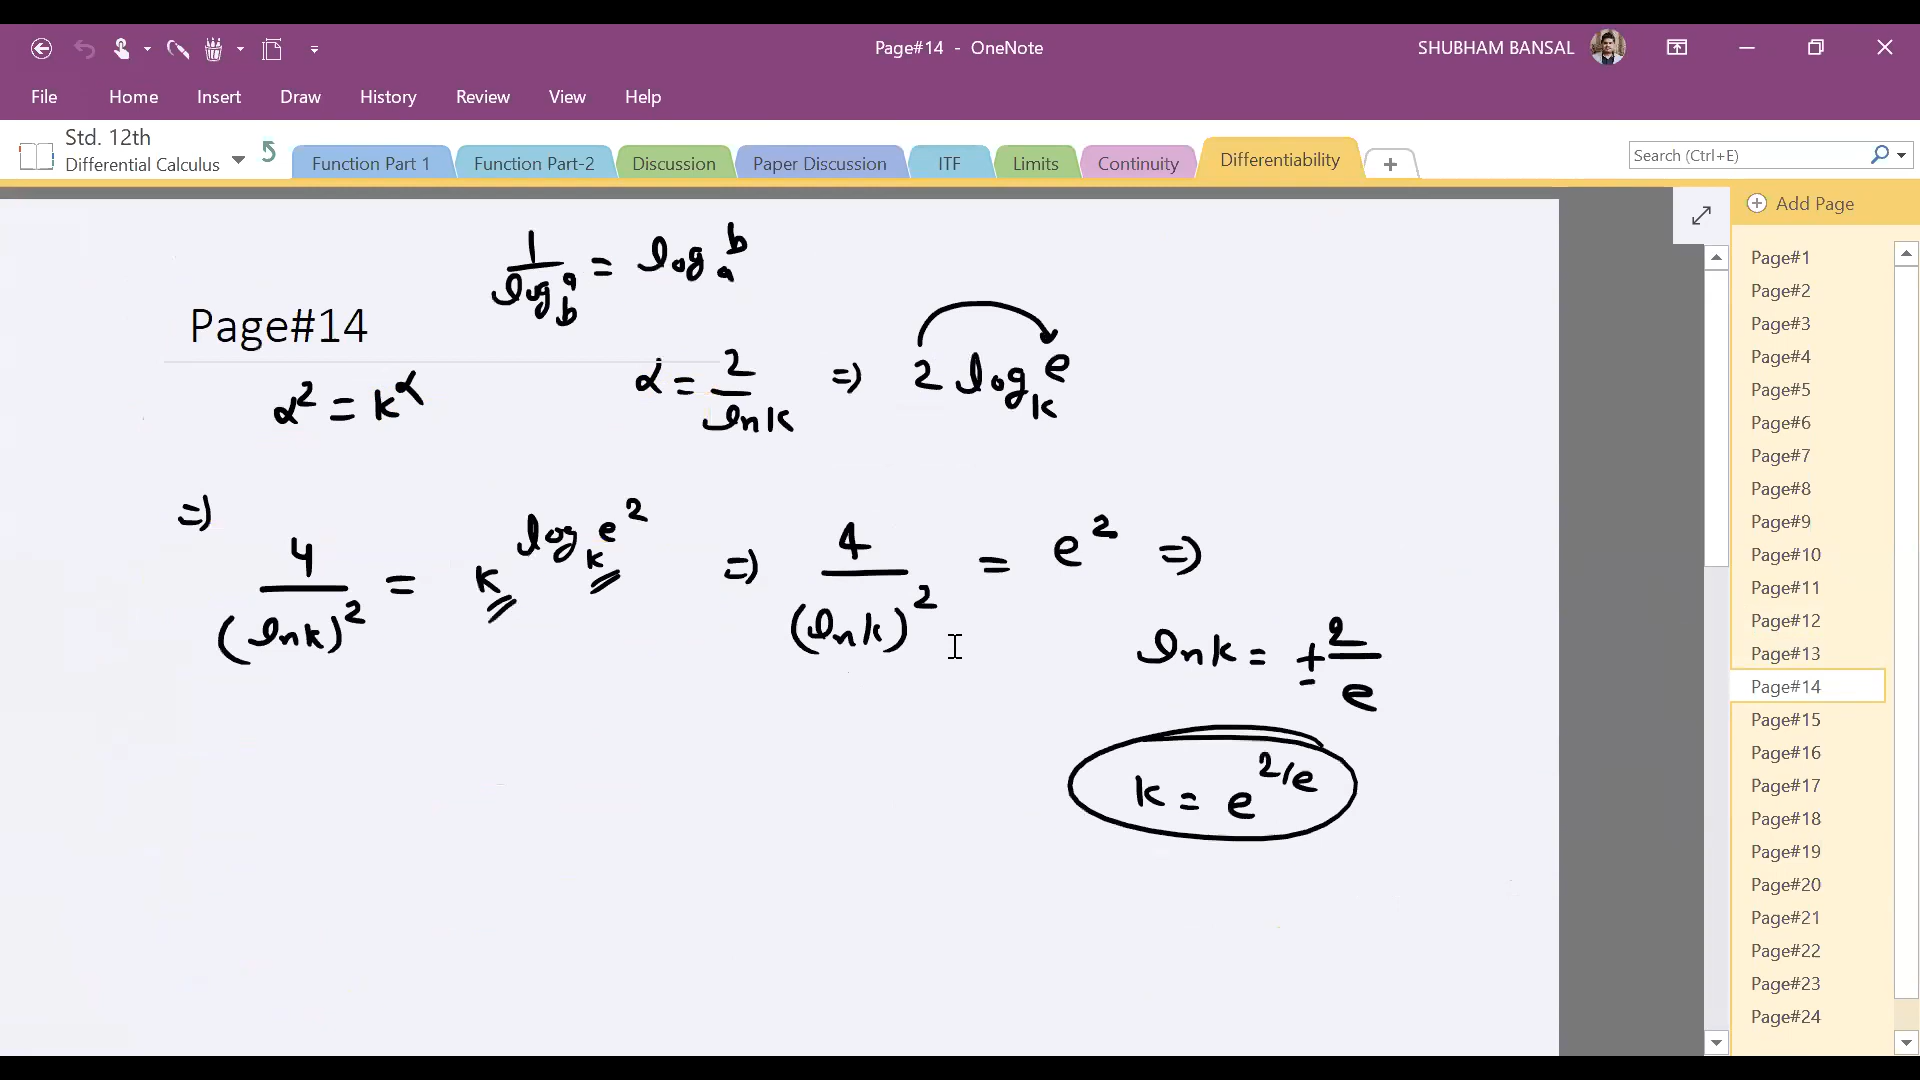 Page#14 - OneNote
SHUBHAM BANSAL
File Home Insert Draw History Review View Help
Std. 12th
Differential Calculus
Function Part 1 Function Part-2 Discussion Paper Discussion ITF Limits Continuity Differentiability
Search (Ctrl+E)
Add Page
1/log_b a = log_a b
Page#14
α² = k^α
α = 2/ln k ⇒ 2 log_k e
⇒ 4/(ln k)² = k^(log_k e²) ⇒ 4/(ln k)² = e² ⇒
ln k = ± 2/e
k = e^(2/e)
Page#1
Page#2
Page#3
Page#4
Page#5
Page#6
Page#7
Page#8
Page#9
Page#10
Page#11
Page#12
Page#13
Page#14
Page#15
Page#16
Page#17
Page#18
Page#19
Page#20
Page#21
Page#22
Page#23
Page#24